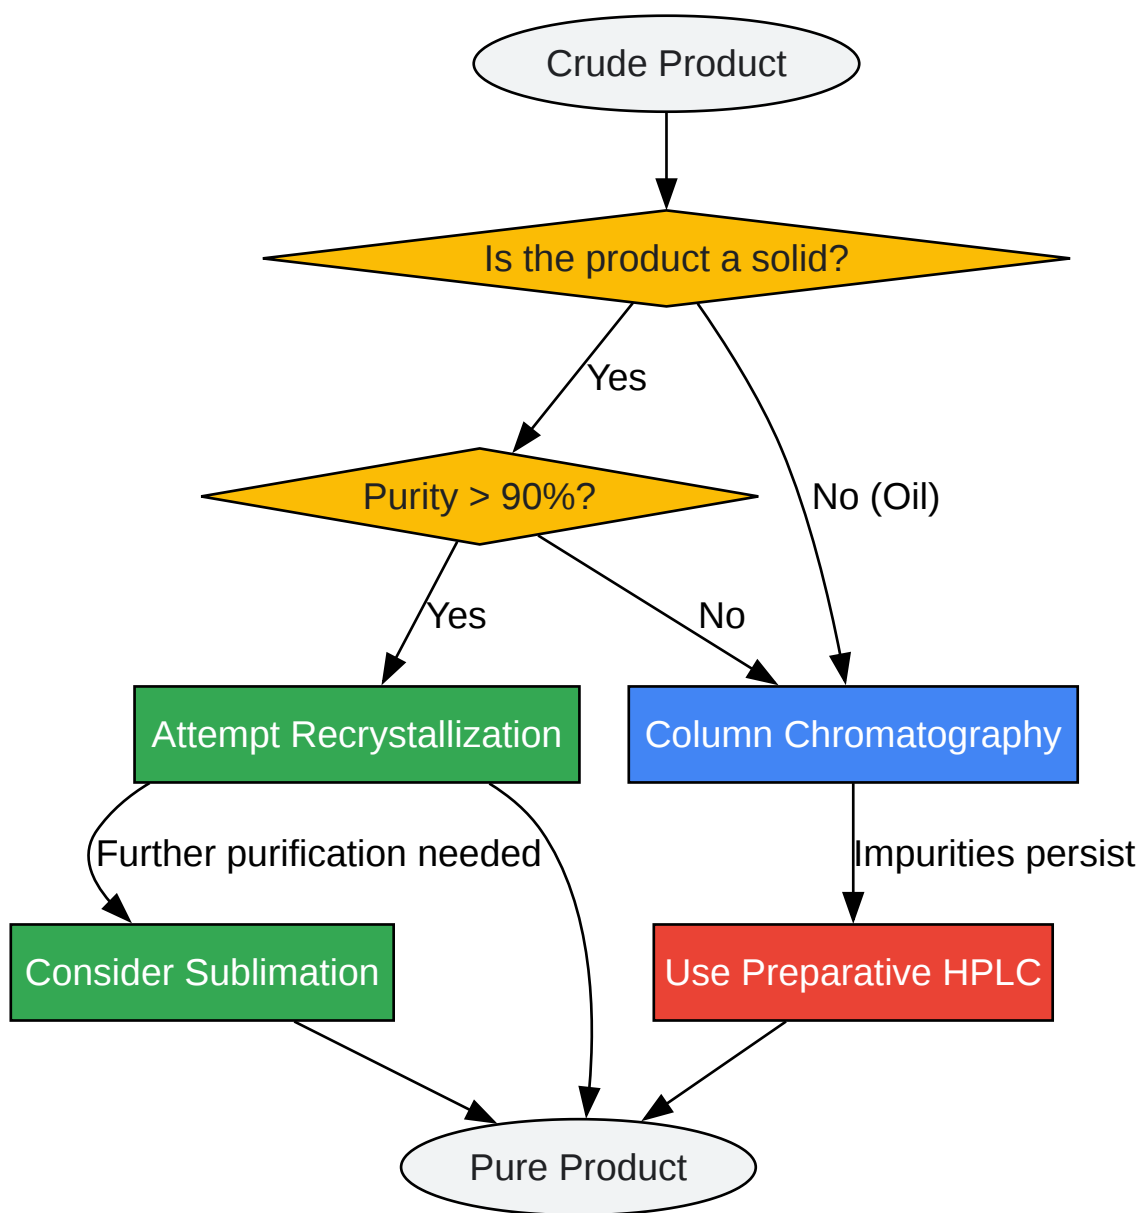 Crude Product
Is the product a solid?
Yes
Purity > 90%?
No (Oil)
Yes
No
Attempt Recrystallization
Column Chromatography
Further purification needed
Impurities persist
Consider Sublimation
Use Preparative HPLC
Pure Product